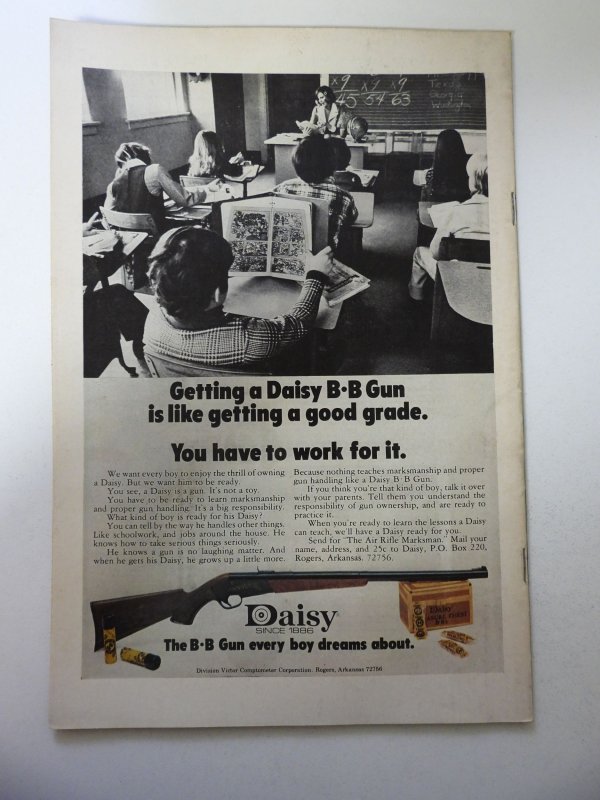 x9 x7 x9
45 54 63
Getting a Daisy B•B Gun
is like getting a good grade.
You have to work for it.
We want every boy to enjoy the thrill of owning
a Daisy. But we want him to be ready.
You see, a Daisy is a gun. It's not a toy.
You have to be ready to learn marksmanship
and proper gun handling. It's a big responsibility.
What kind of boy is ready for his Daisy?
You can tell by the way he handles other things.
Like schoolwork, and jobs around the house. He
knows how to take serious things seriously.
He knows a gun is no laughing matter. And
when he gets his Daisy, he grows up a little more.
Because nothing teaches marksmanship and proper
gun handling like a Daisy B•B Gun.
If you think you're that kind of boy, talk it over
with your parents. Tell them you understand the
responsibility of gun ownership, and are ready to
practice it.
When you're ready to learn the lessons a Daisy
can teach, we'll have a Daisy ready for you.
Send for "The Air Rifle Marksman." Mail your
name, address, and 25c to Daisy, P.O. Box 220,
Rogers, Arkansas. 72756.
Daisy
SINCE 1886
The B•B Gun every boy dreams about.
Division Victor Comptometer Corporation. Rogers, Arkansas 72756